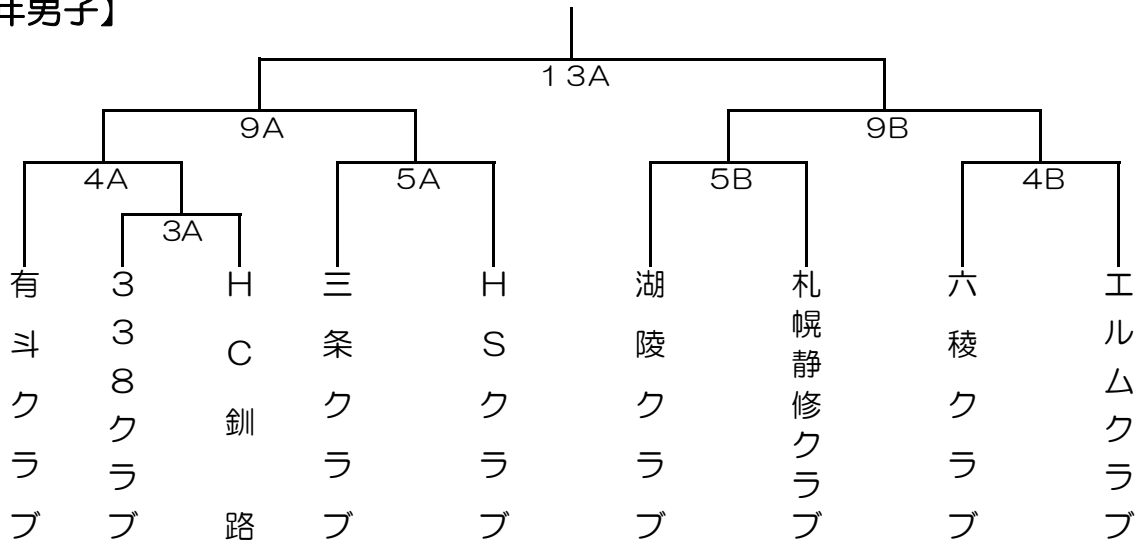 年男子】
１３A
９A
９B
４A
５A
５B
４B
３A
有斗クラブ
３３８クラブ
HC釧路
三条クラブ
HSクラブ
湖陵クラブ
札幌静修クラブ
六稜クラブ
エルムクラブ